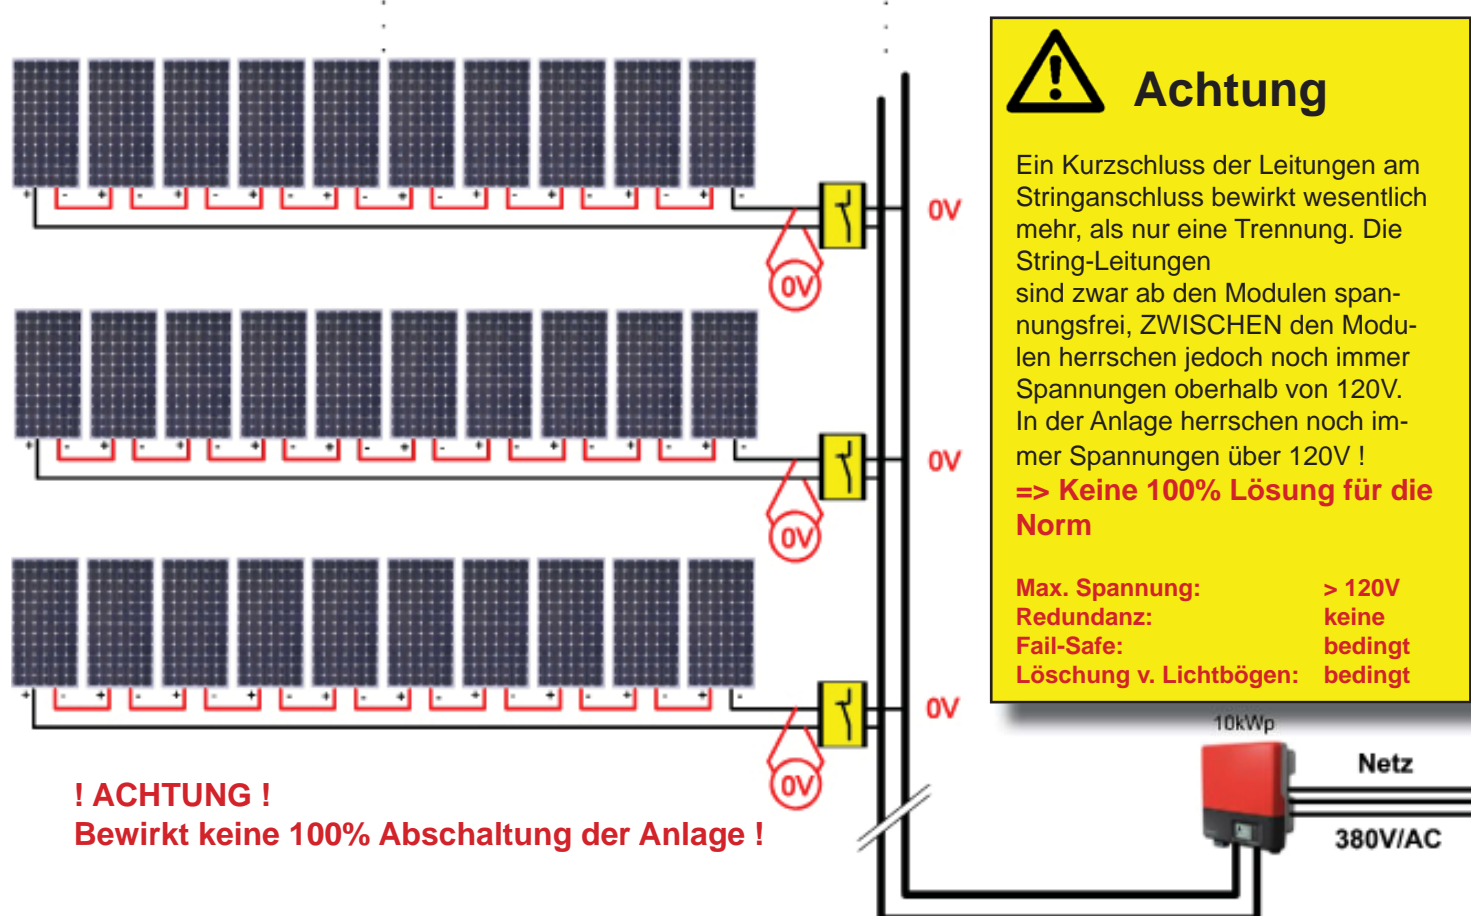 + - + - + - + - + - + - + - + - + - + -
0V
0V
+ - + - + - + - + - + - + - + - + - + -
0V
0V
+ - + - + - + - + - + - + - + - + - + -
0V
0V
! ACHTUNG !
Bewirkt keine 100% Abschaltung der Anlage !
Achtung
Ein Kurzschluss der Leitungen am
Stringanschluss bewirkt wesentlich
mehr, als nur eine Trennung. Die
String-Leitungen
sind zwar ab den Modulen span-
nungsfrei, ZWISCHEN den Modu-
len herrschen jedoch noch immer
Spannungen oberhalb von 120V.
In der Anlage herrschen noch im-
mer Spannungen über 120V !
=> Keine 100% Lösung für die
Norm
Max. Spannung: > 120V
Redundanz: keine
Fail-Safe: bedingt
Löschung v. Lichtbögen: bedingt
10kWp
Netz
380V/AC